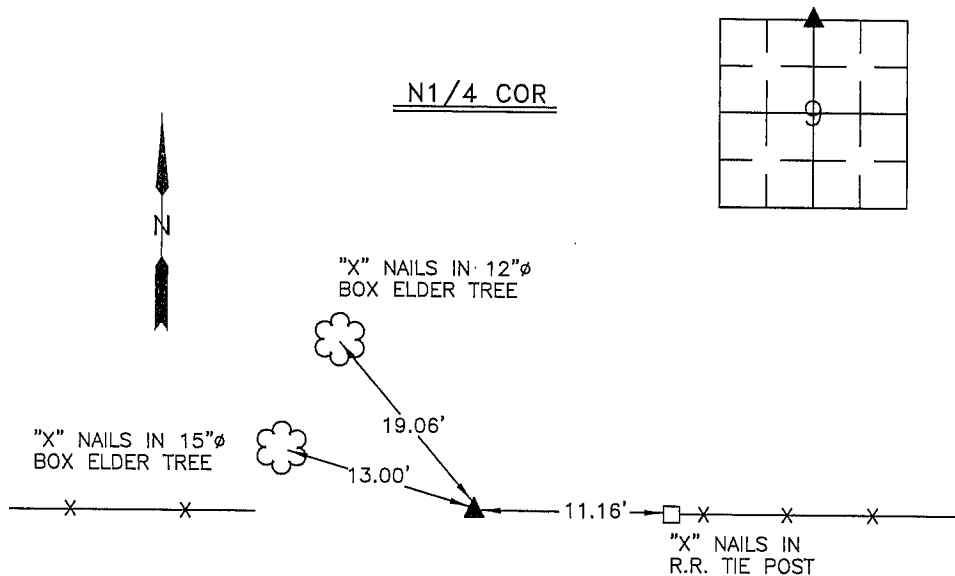 N1/4 COR
9
N
"X" NAILS IN 12"ø
BOX ELDER TREE
19.06'
"X" NAILS IN 15"ø
BOX ELDER TREE
13.00'
11.16'
"X" NAILS IN
R.R. TIE POST